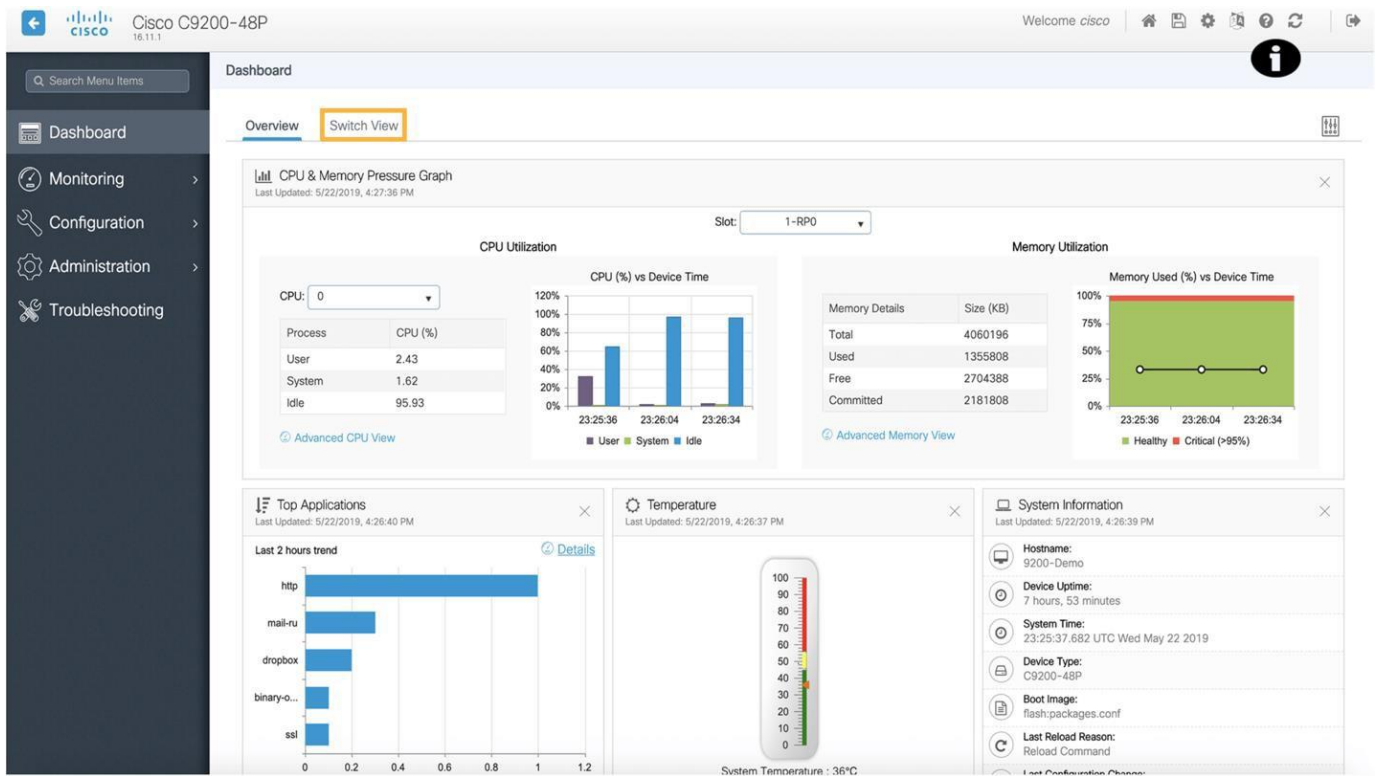 CISCO
Cisco C9200-48P
16.11.1
Welcome cisco
Search Menu Items
Dashboard
Monitoring
Configuration
Administration
Troubleshooting
Dashboard
Overview
Switch View
CPU & Memory Pressure Graph
Last Updated: 5/22/2019, 4:27:36 PM
Slot: 1-RP0
CPU Utilization
CPU: 0
Process CPU (%)
User 2.43
System 1.62
Idle 95.93
Advanced CPU View
CPU (%) vs Device Time
120%
100%
80%
60%
40%
20%
0%
23:25:36 23:26:04 23:26:34
User System Idle
Memory Utilization
Memory Details Size (KB)
Total 4060196
Used 1355808
Free 2704388
Committed 2181808
Advanced Memory View
Memory Used (%) vs Device Time
100%
75%
50%
25%
0%
23:25:36 23:26:04 23:26:34
Healthy Critical (>95%)
Top Applications
Last Updated: 5/22/2019, 4:26:40 PM
Last 2 hours trend
Details
http
mail-ru
dropbox
binary-o...
ssl
0 0.2 0.4 0.6 0.8 1 1.2
Temperature
Last Updated: 5/22/2019, 4:26:37 PM
100
90
80
70
60
50
40
30
20
10
0
System Temperature : 36°C
System Information
Last Updated: 5/22/2019, 4:26:39 PM
Hostname:
9200-Demo
Device Uptime:
7 hours, 53 minutes
System Time:
23:25:37.682 UTC Wed May 22 2019
Device Type:
C9200-48P
Boot Image:
flash:packages.conf
Last Reload Reason:
Reload Command
Last Configuration Change: